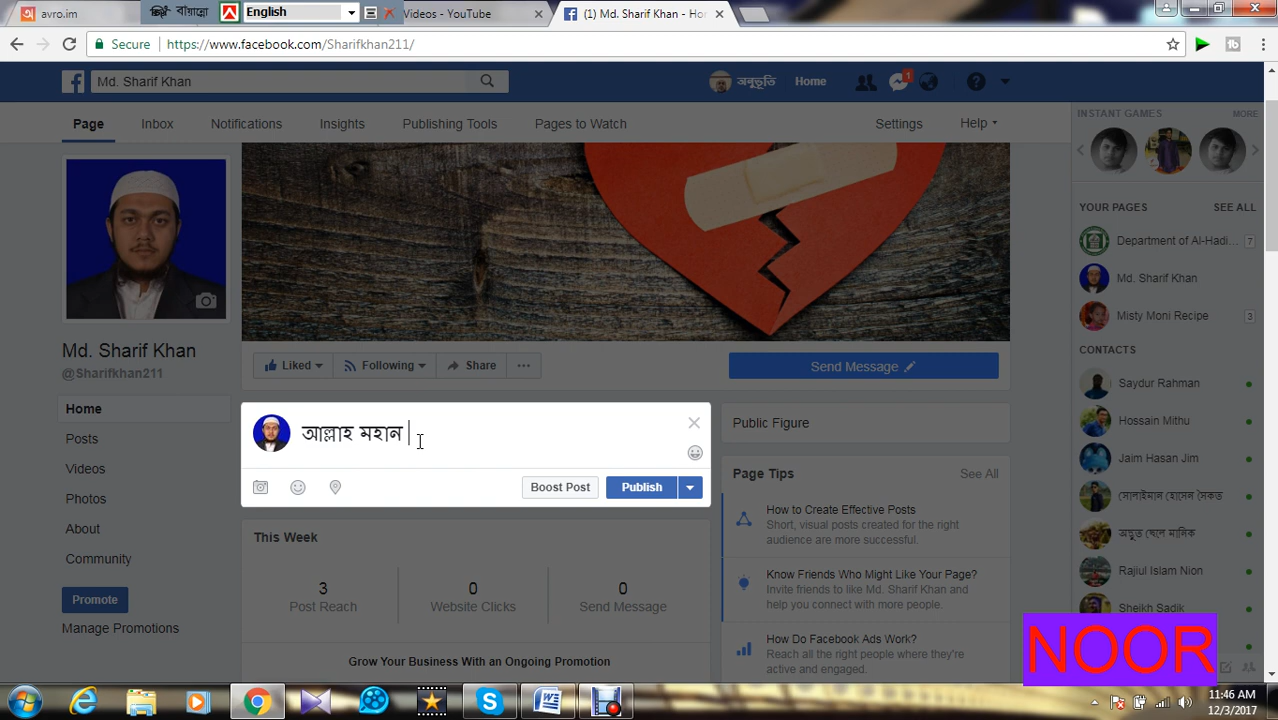 avro.im
English
Videos - YouTube
(1) Md. Sharif Khan - Hor
Secure
https://www.facebook.com/Sharifkhan211/
Md. Sharif Khan
অনুভূতি
Home
1
Page
Inbox
Notifications
Insights
Publishing Tools
Pages to Watch
Settings
Help
INSTANT GAMES
MORE
YOUR PAGES
SEE ALL
Department of Al-Hadi...
7
Md. Sharif Khan
Misty Moni Recipe
3
CONTACTS
Saydur Rahman
Hossain Mithu
Jaim Hasan Jim
সোলাইমান হোসেন সৈকত
অদ্ভুত ছেলে মানিক
Rajiul Islam Nion
Sheikh Sadik
Md. Sharif Khan
@Sharifkhan211
Home
Posts
Videos
Photos
About
Community
Promote
Manage Promotions
Liked
Following
Share
Send Message
আল্লাহ মহান
Boost Post
Publish
This Week
3
Post Reach
0
Website Clicks
0
Send Message
Grow Your Business With an Ongoing Promotion
Public Figure
Page Tips
See All
How to Create Effective Posts
Short, visual posts created for the right
audience are more successful.
Know Friends Who Might Like Your Page?
Invite friends to like Md. Sharif Khan and
help you connect with more people.
How Do Facebook Ads Work?
Reach all the right people where they're
active and engaged.
NOOR
11:46 AM
12/3/2017